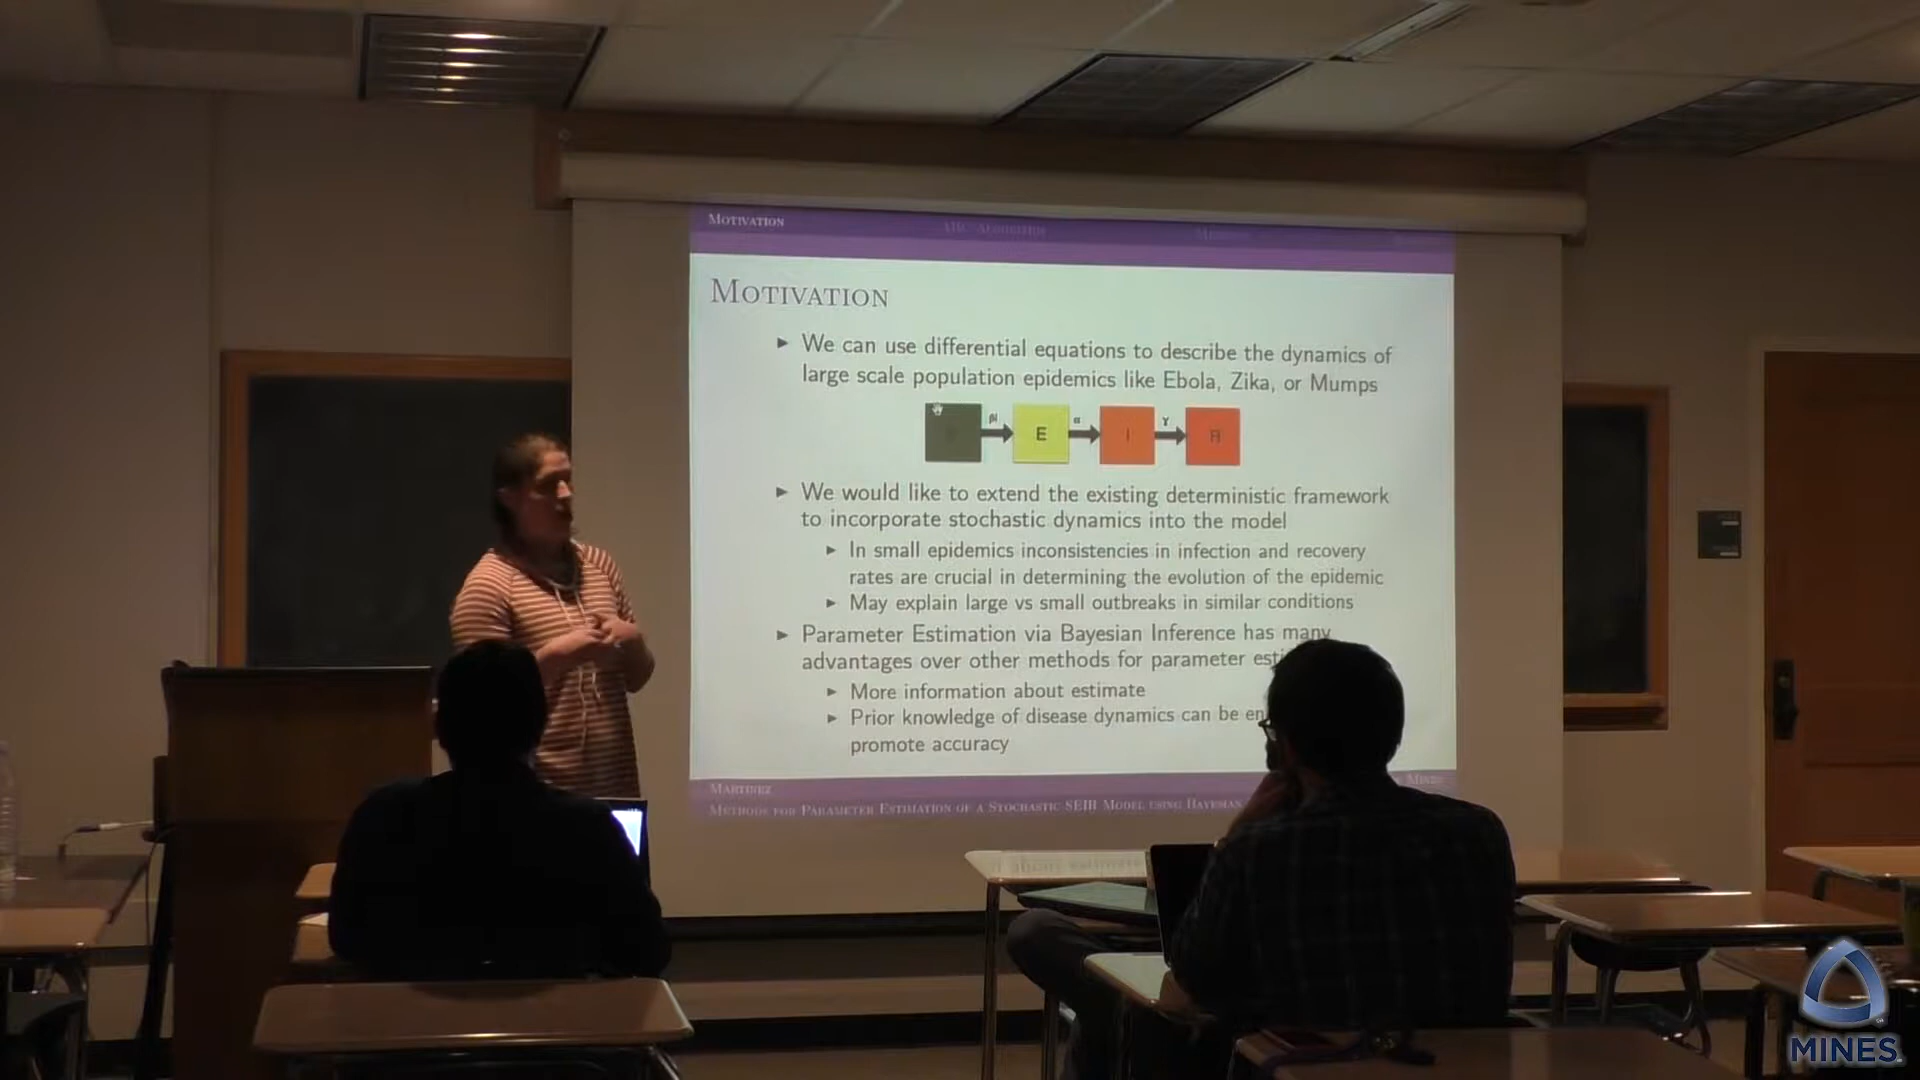 MOTIVATION
ABC ALGORITHM
MOTIVATION
▶ We can use differential equations to describe the dynamics of
large scale population epidemics like Ebola, Zika, or Mumps
βI E α I γ R
▶ We would like to extend the existing deterministic framework
to incorporate stochastic dynamics into the model
▶ In small epidemics inconsistencies in infection and recovery
rates are crucial in determining the evolution of the epidemic
▶ May explain large vs small outbreaks in similar conditions
▶ Parameter Estimation via Bayesian Inference has many
advantages over other methods for parameter
▶ More information about estimate
▶ Prior knowledge of disease dynamics can be
promote accuracy
MARTINEZ
METHODS FOR PARAMETER ESTIMATION OF A STOCHASTIC SEIR MODEL USING BAYESIAN
MINES